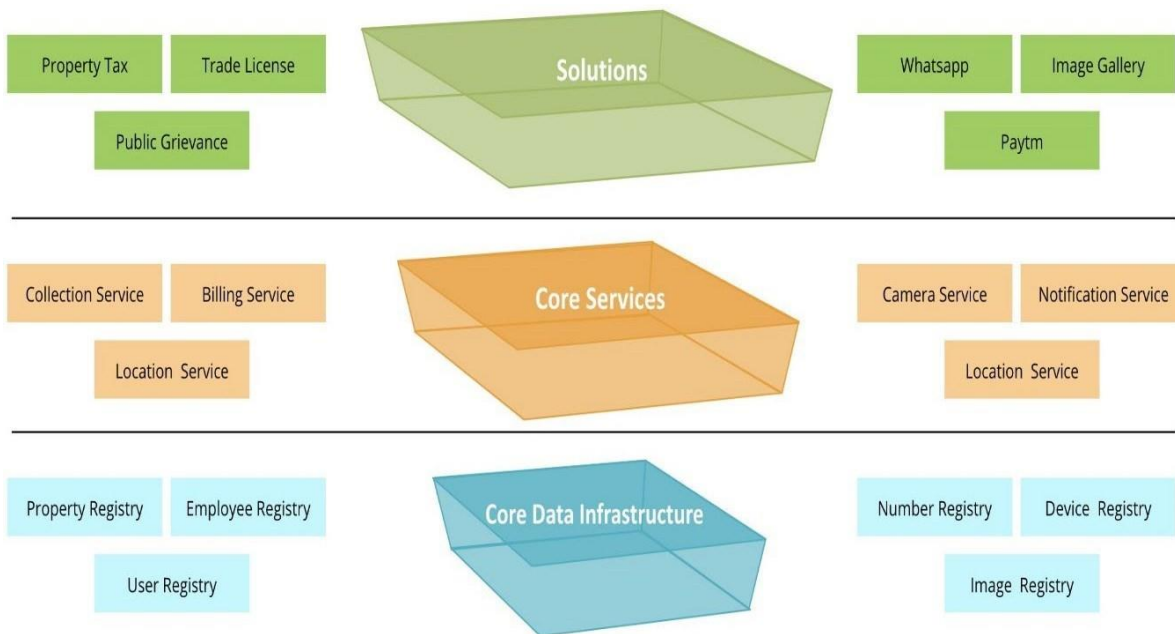 Property Tax
Trade License
Public Grievance
Solutions
Whatsapp
Image Gallery
Paytm
Collection Service
Billing Service
Location Service
Core Services
Camera Service
Notification Service
Location Service
Property Registry
Employee Registry
User Registry
Core Data Infrastructure
Number Registry
Device Registry
Image Registry